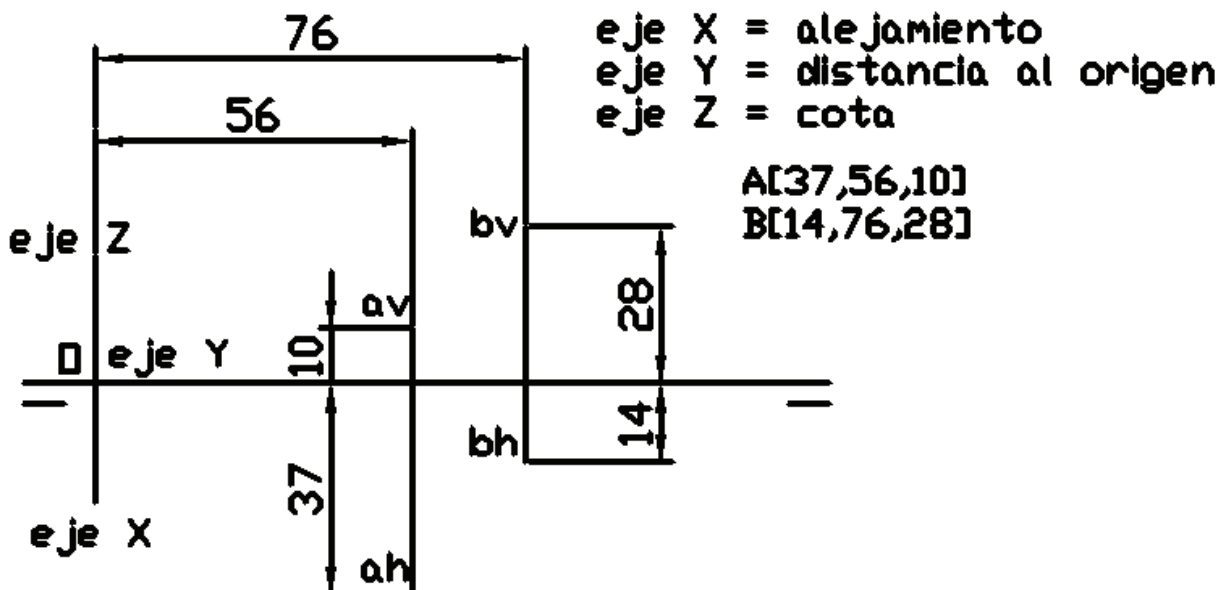 76
eje X = alejamiento
eje Y = distancia al origen
56
eje Z = cota
A[37,56,10]
B[14,76,28]
eje Z
bv
av
28
O eje Y
10
bh
14
37
eje X
ah